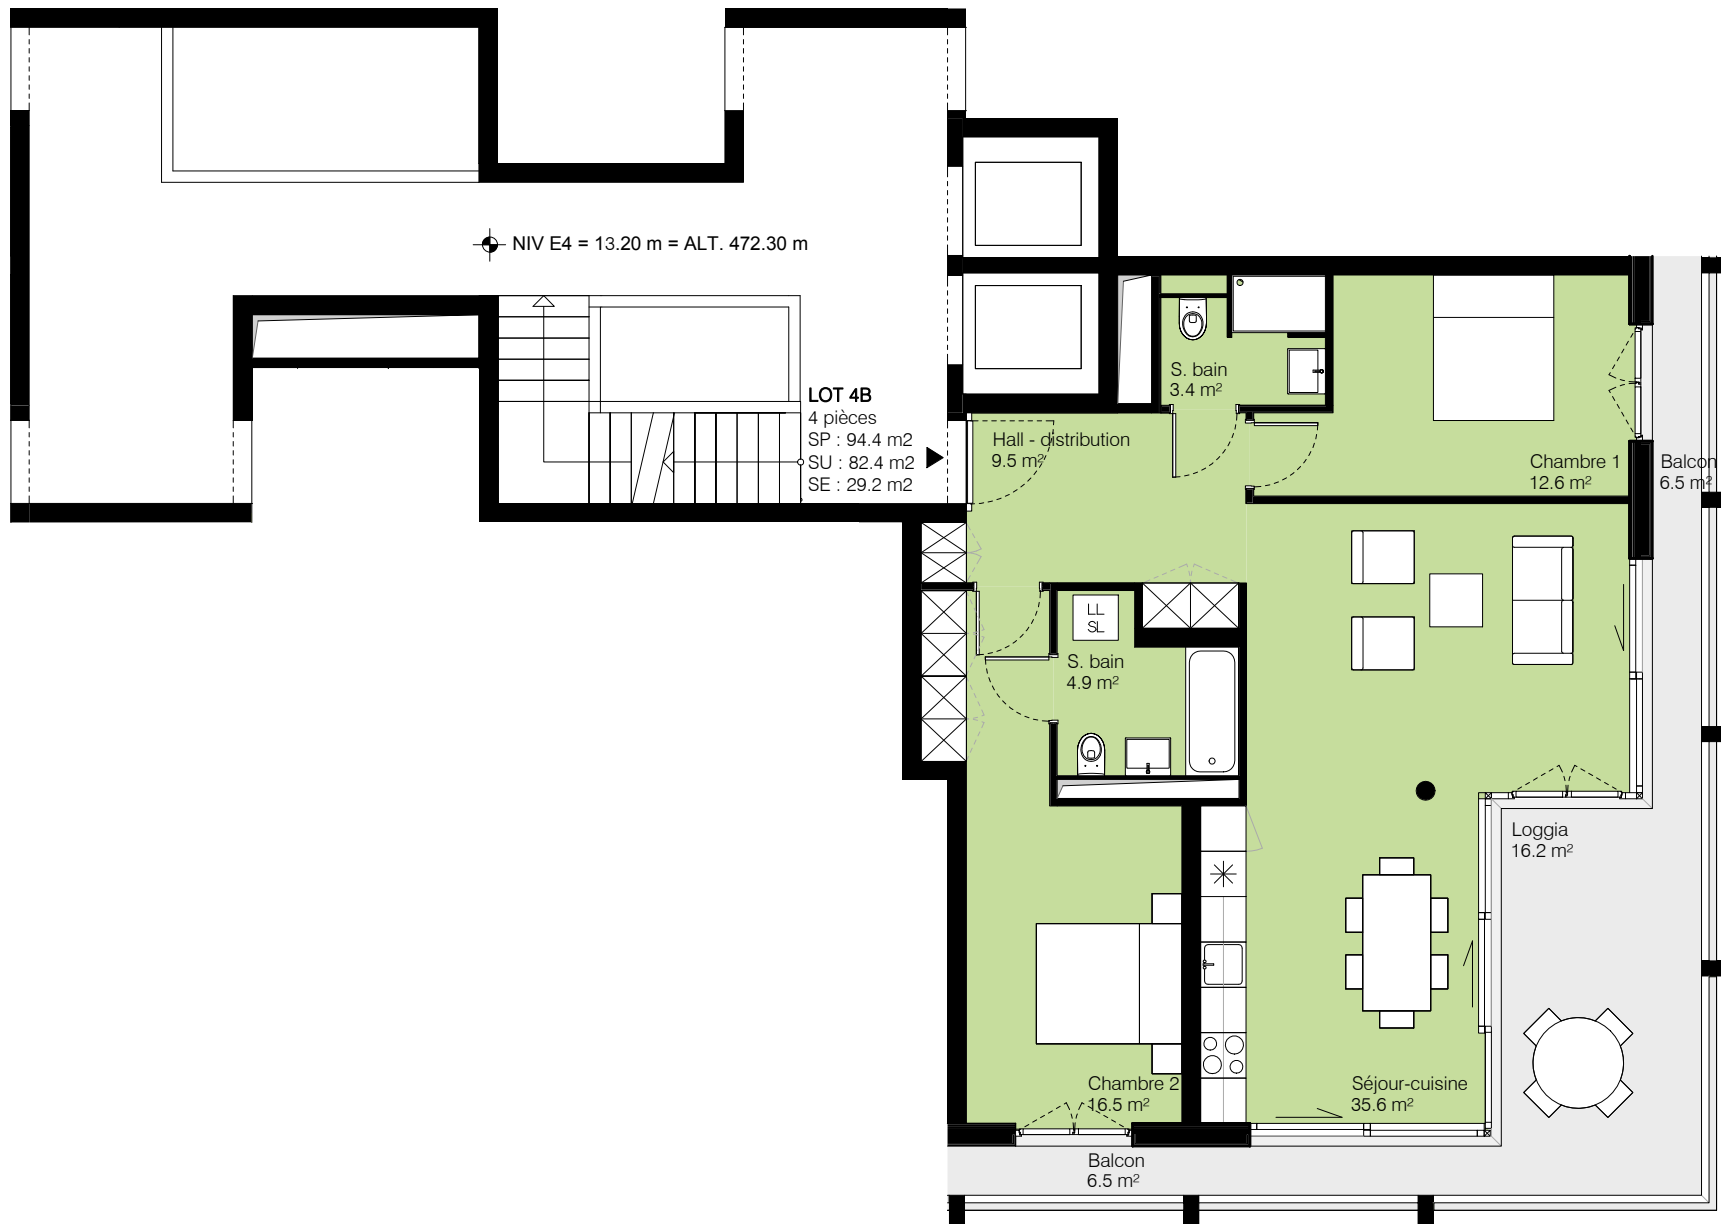 NIV E4 = 13.20 m = ALT. 472.30 m
LOT 4B
4 pièces
SP : 94.4 m2
SU : 82.4 m2
SE : 29.2 m2
S. bain
3.4 m²
Hall - distribution
9.5 m²
Chambre 1
12.6 m²
Balcon
6.5 m²
LL
SL
S. bain
4.9 m²
Loggia
16.2 m²
Chambre 2
16.5 m²
Séjour-cuisine
35.6 m²
Balcon
6.5 m²